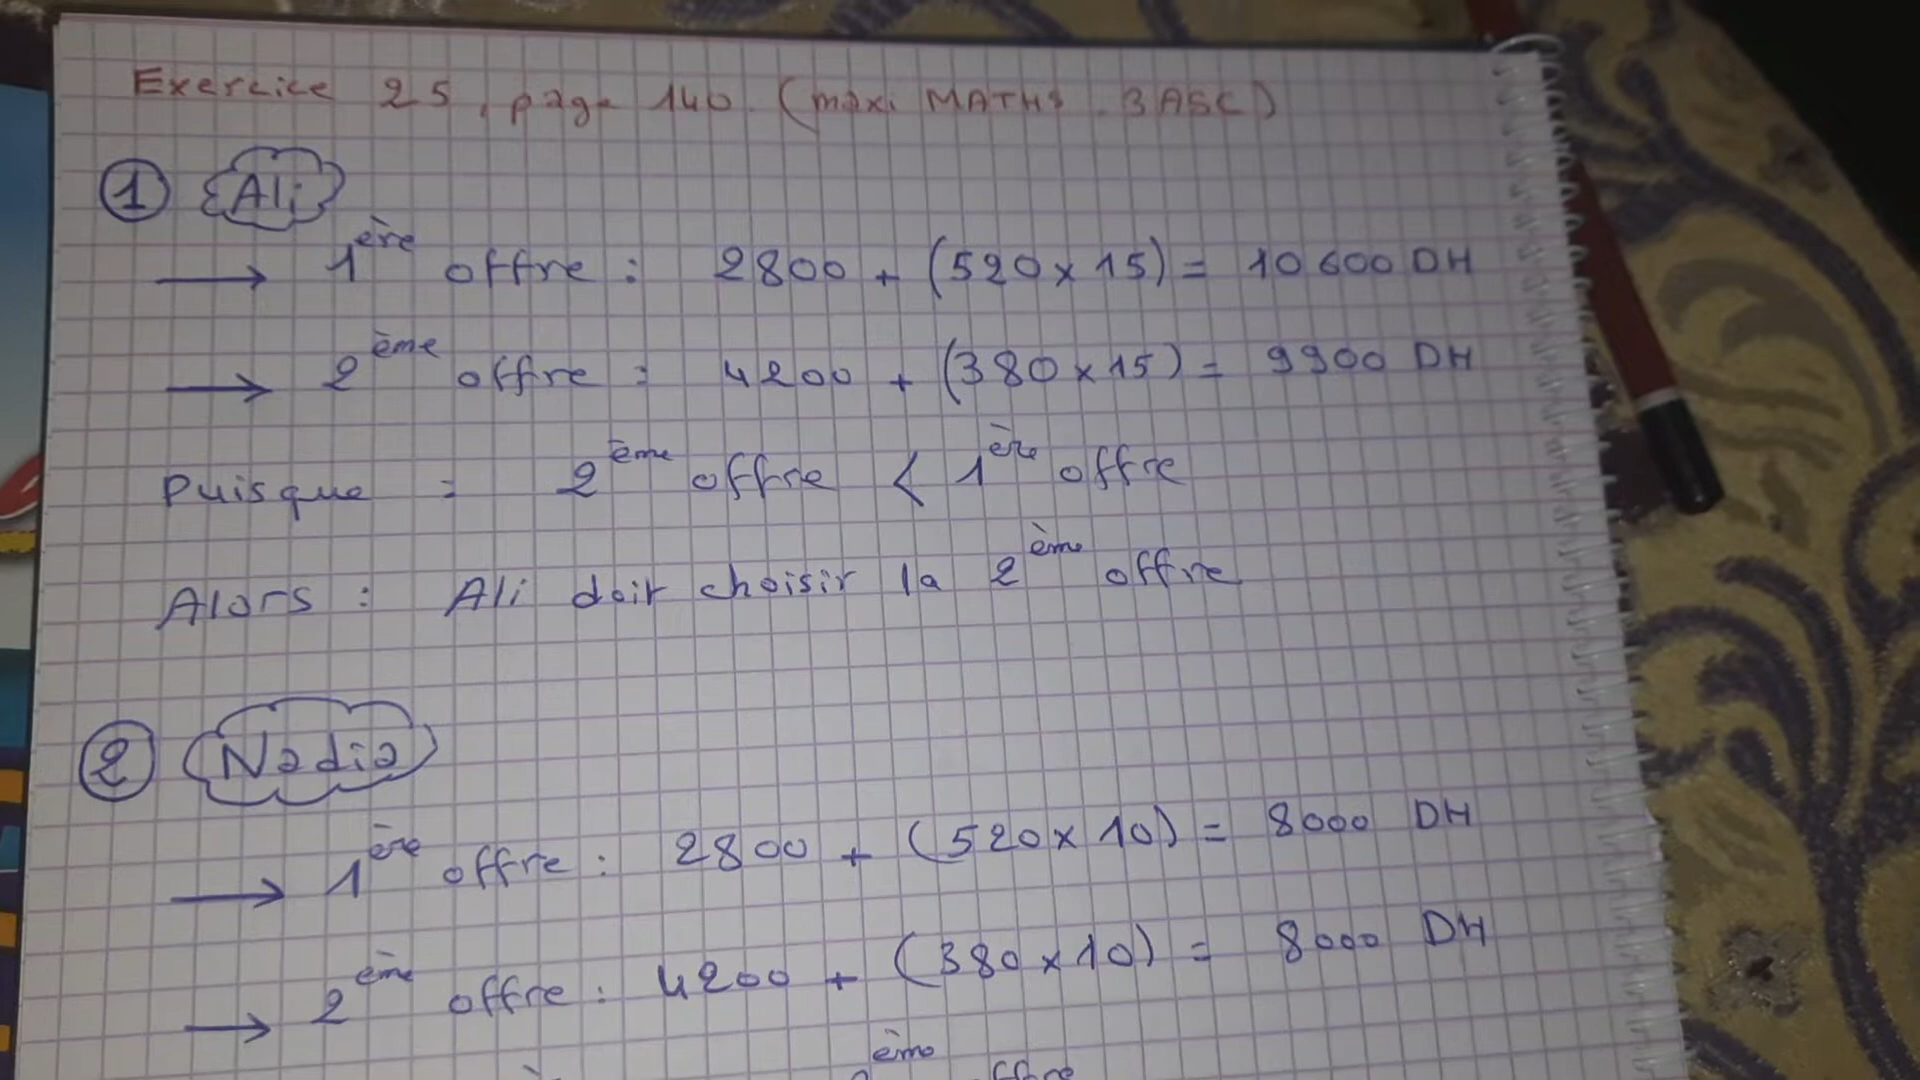 Exercice 25, page 140. (maxi MATHS. 3ASC)
1 Ali
→ 1ère offre : 2800 + (520 x 15) = 10 600 DH
→ 2ème offre : 4200 + (380 x 15) = 9900 DH
Puisque : 2ème offre < 1ère offre
Alors : Ali doit choisir la 2ème offre
2 Nadia
→ 1ère offre : 2800 + (520 x 10) = 8000 DH
→ 2ème offre : 4200 + (380 x 10) = 8000 DH
ème offre